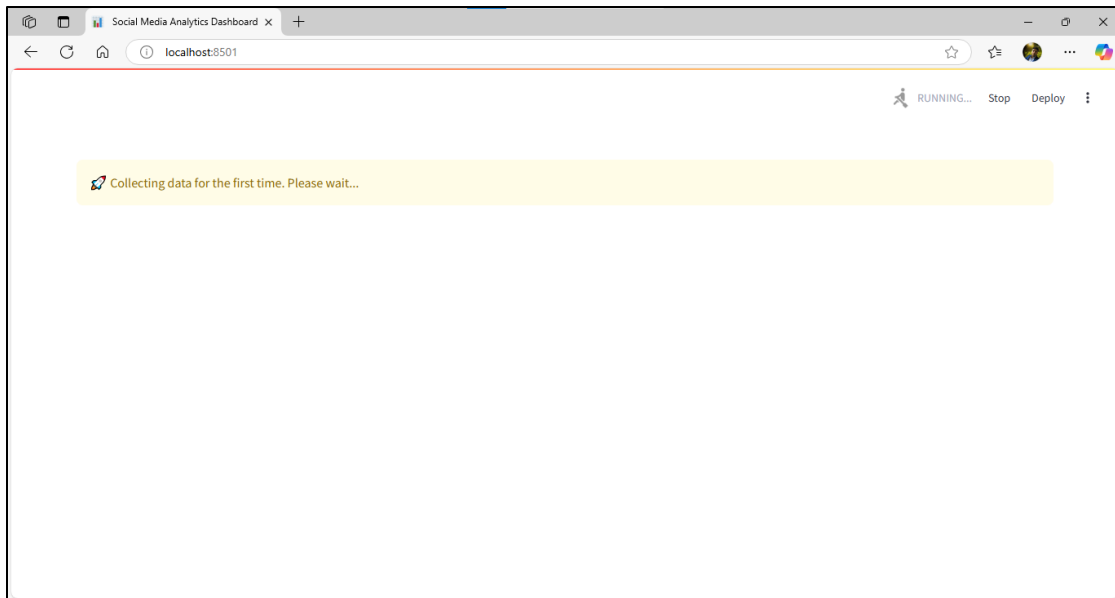 Social Media Analytics Dashboard
localhost:8501
RUNNING... Stop Deploy
🚀 Collecting data for the first time. Please wait...